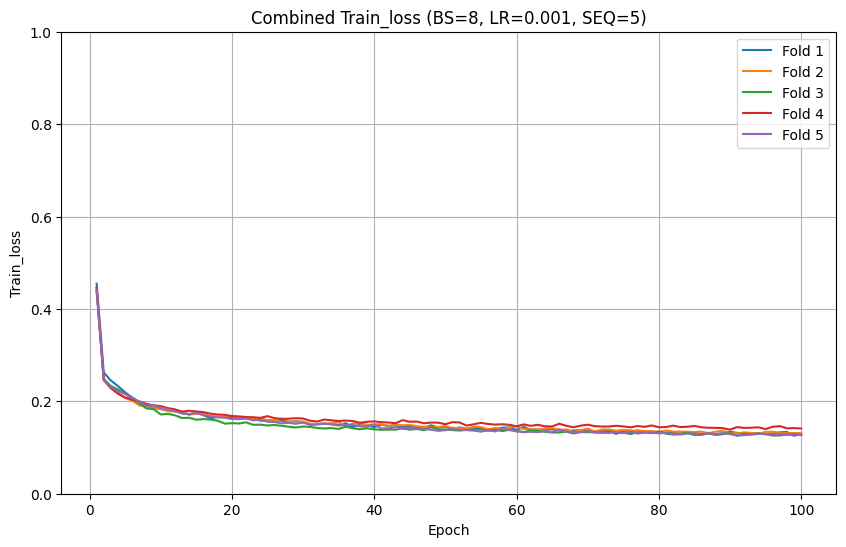 Combined Train_loss (BS=8, LR=0.001, SEQ=5)
1.0
0.8
0.6
0.4
0.2
0.0
Train_loss
0
20
40
60
80
100
Epoch
Fold 1
Fold 2
Fold 3
Fold 4
Fold 5